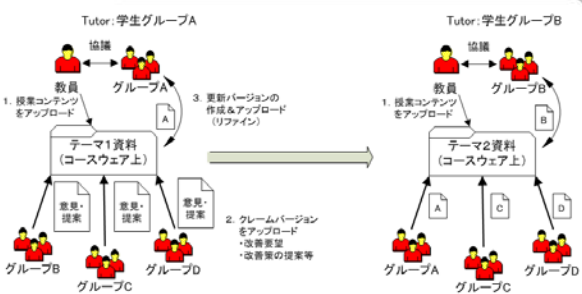 Tutor:学生グループA
協議
教員
グループA
1. 授業コンテンツ
をアップロード
3. 更新バージョンの
作成&アップロード
(リファイン)
A
テーマ1資料
(コースウェア上)
意見・
提案
意見・
提案
意見・
提案
2. クレームバージョン
をアップロード
・改善要望
・改善策の提案等
グループB
グループC
グループD
Tutor:学生グループB
協議
教員
グループB
1. 授業コンテンツ
をアップロード
B
テーマ2資料
(コースウェア上)
A
C
D
グループA
グループC
グループD